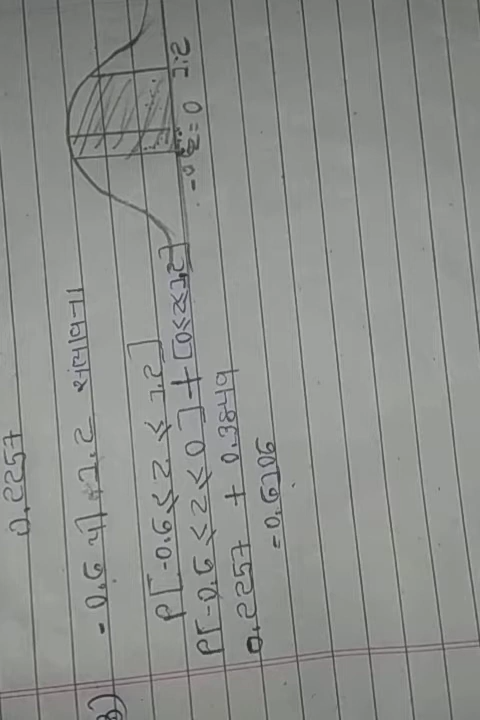 0.2257
3) -0.6 ची 1.2 संभावना
P[-0.6 ≤ Z ≤ 1.2]
P[-0.6 ≤ Z ≤ 0] + [0 ≤ Z ≤ 1.2]
0.2257 + 0.3849
= 0.6106
-0.6 Z=0 1.2